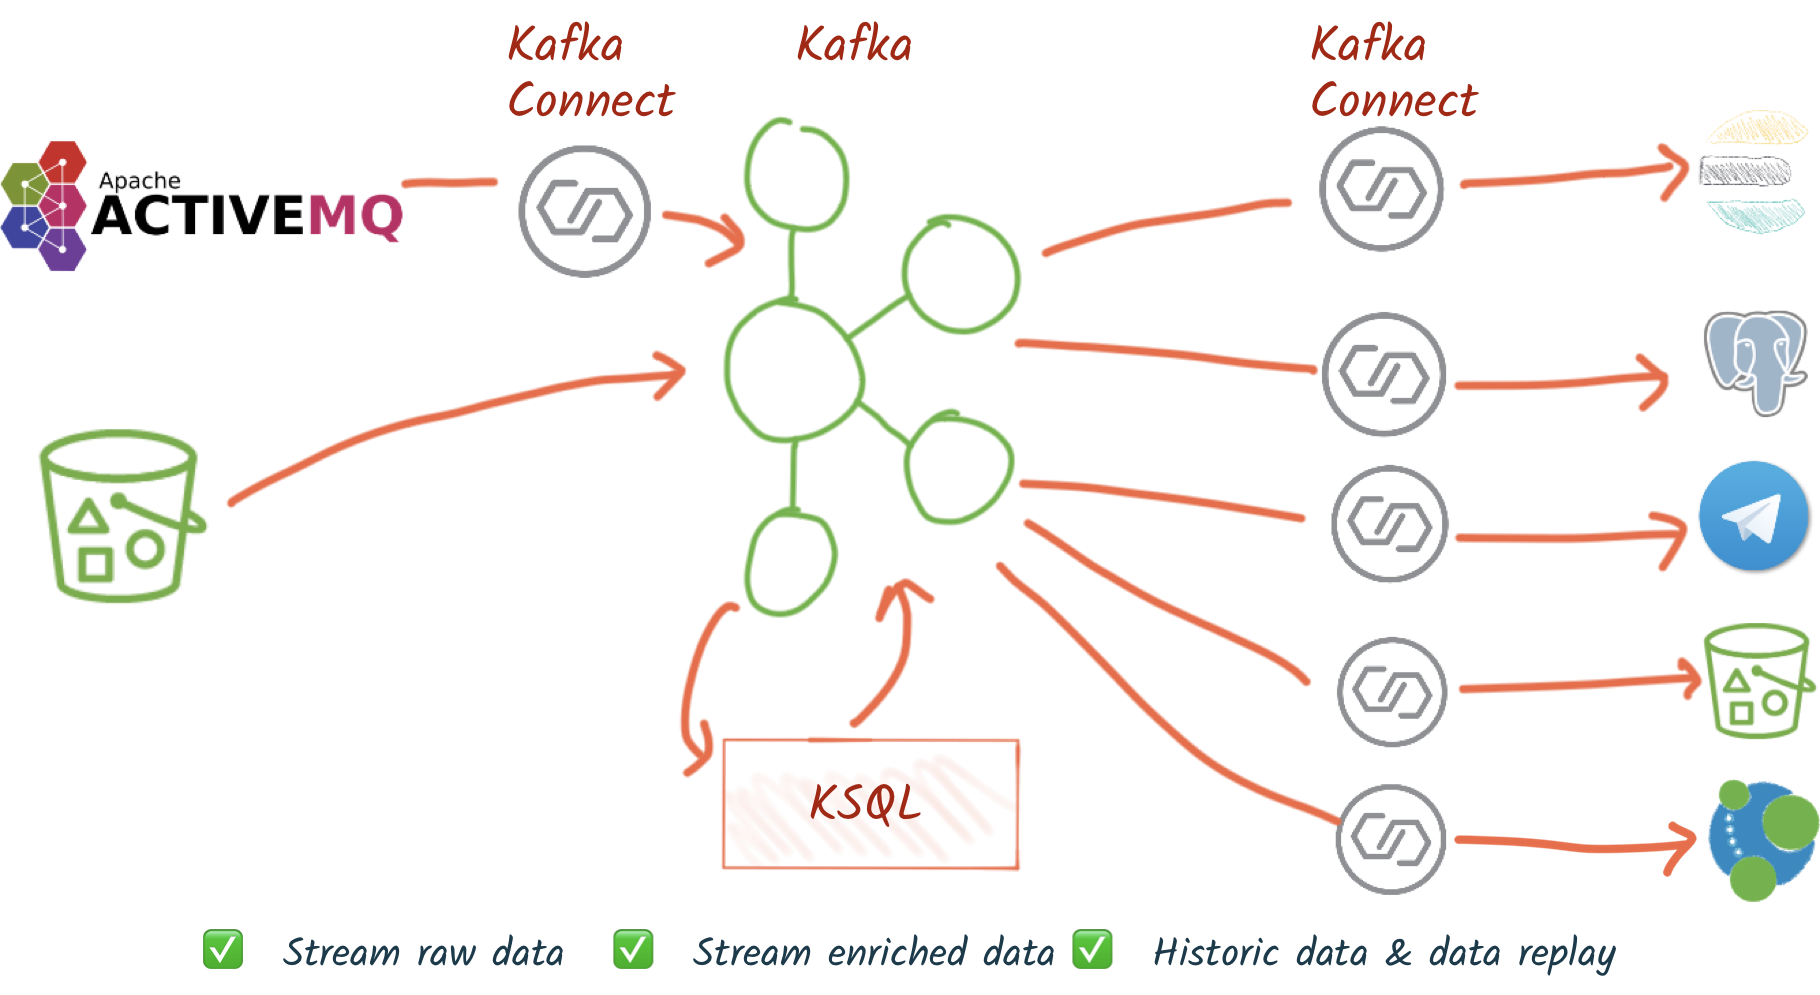 Kafka
Connect
Kafka
Kafka
Connect
Apache
ACTIVEMQ
KSQL
Stream raw data
Stream enriched data
Historic data & data replay